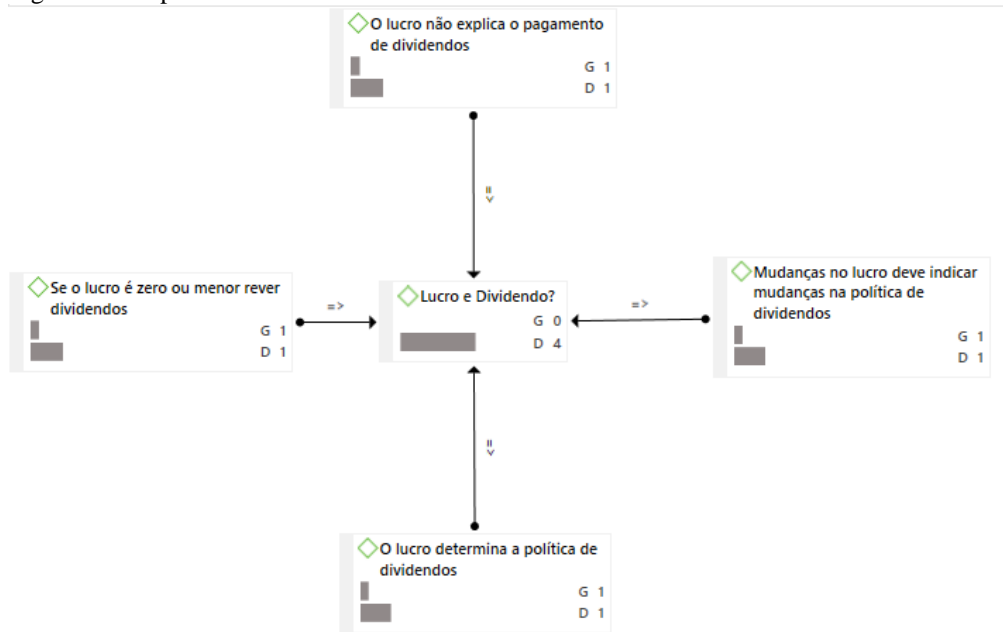 O lucro não explica o pagamento
de dividendos
G 1
D 1
=>
Se o lucro é zero ou menor rever
dividendos
G 1
D 1
=>
Lucro e Dividendo?
G 0
D 4
=>
Mudanças no lucro deve indicar
mudanças na política de
dividendos
G 1
D 1
=>
O lucro determina a política de
dividendos
G 1
D 1